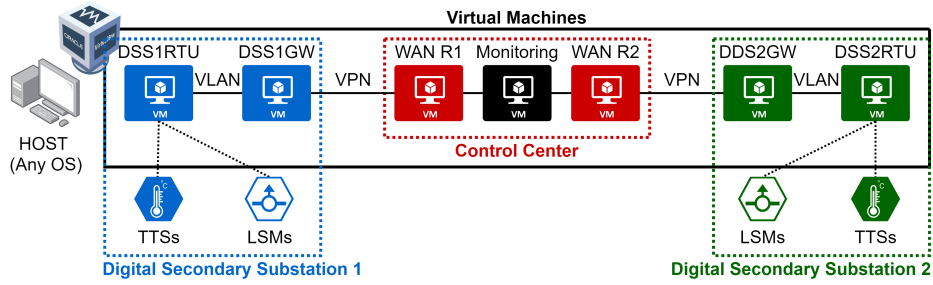 Virtual Machines
ORACLE
DSS1RTU
DSS1GW
WAN R1
Monitoring
WAN R2
DDS2GW
DSS2RTU
VLAN
VPN
VPN
VLAN
VM
VM
VM
VM
VM
VM
VM
HOST
(Any OS)
Control Center
°C
°C
TTSs
LSMs
LSMs
TTSs
Digital Secondary Substation 1
Digital Secondary Substation 2